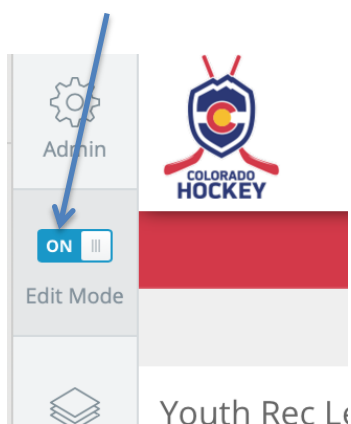 Admin
COLORADO
HOCKEY
ON
Edit Mode
Youth Rec Le